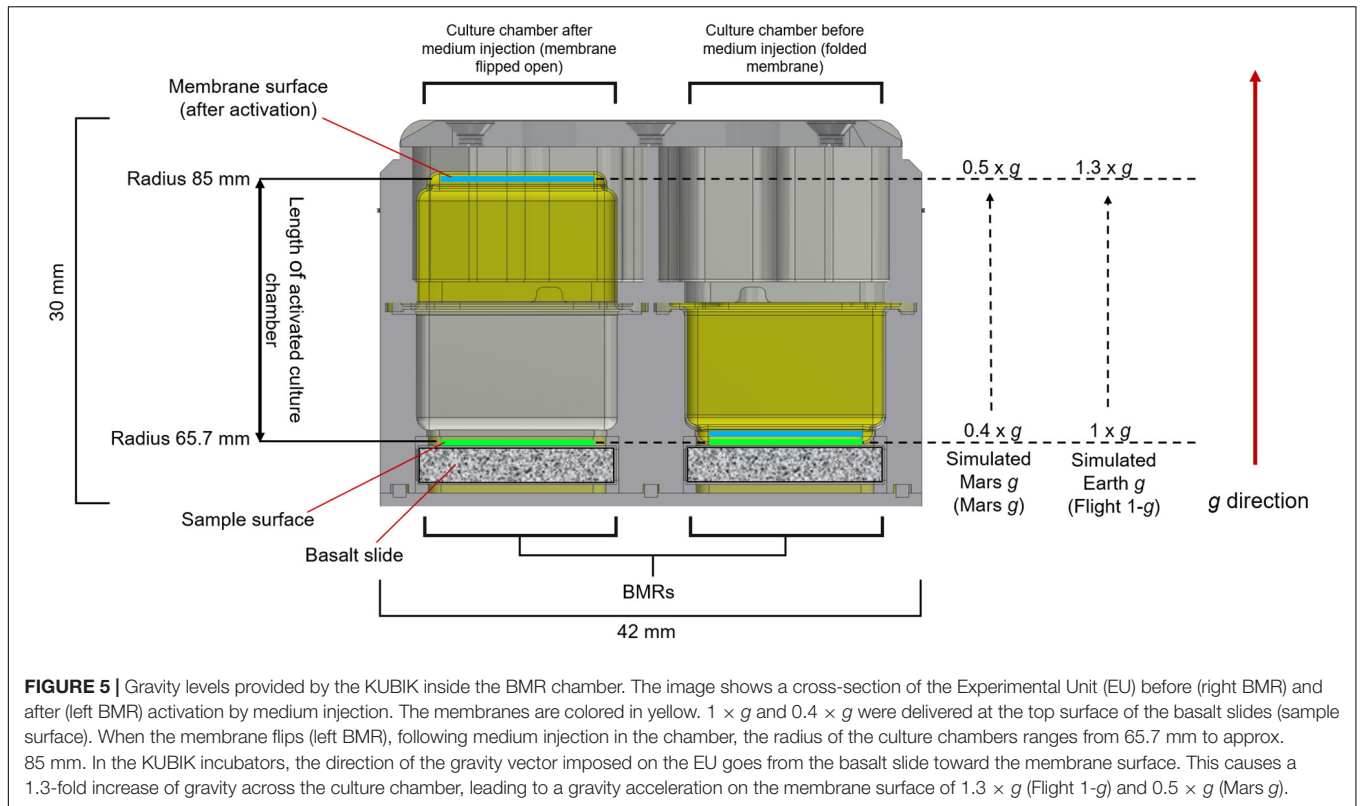 Culture chamber after
medium injection (membrane
flipped open)
Culture chamber before
medium injection (folded
membrane)
Membrane surface
(after activation)
30 mm
Radius 85 mm
Length of activated culture
chamber
Radius 65.7 mm
0.5 x g
1.3 x g
0.4 x g
1 x g
Simulated
Mars g
(Mars g)
Simulated
Earth g
(Flight 1-g)
g direction
Sample surface
Basalt slide
BMRs
42 mm
FIGURE 5 | Gravity levels provided by the KUBIK inside the BMR chamber. The image shows a cross-section of the Experimental Unit (EU) before (right BMR) and
after (left BMR) activation by medium injection. The membranes are colored in yellow. 1 × g and 0.4 × g were delivered at the top surface of the basalt slides (sample
surface). When the membrane flips (left BMR), following medium injection in the chamber, the radius of the culture chambers ranges from 65.7 mm to approx.
85 mm. In the KUBIK incubators, the direction of the gravity vector imposed on the EU goes from the basalt slide toward the membrane surface. This causes a
1.3-fold increase of gravity across the culture chamber, leading to a gravity acceleration on the membrane surface of 1.3 × g (Flight 1-g) and 0.5 × g (Mars g).